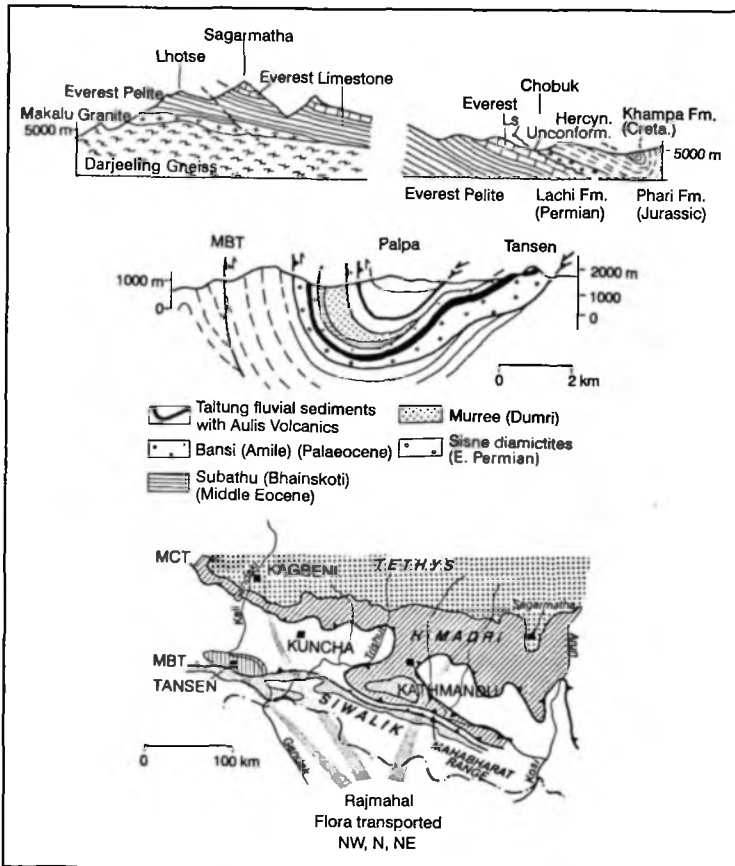 Sagarmatha
Lhotse
Everest Pelite
Everest Limestone
Makalu Granite
5000 m
Darjeeling Gneiss
Chobuk
Everest
Ls
Hercyn.
Unconform.
Khampa Fm.
(Creta.)
5000 m
Everest Pelite
Lachi Fm.
(Permian)
Phari Fm.
(Jurassic)
MBT
Palpa
Tansen
1000 m
0
2000 m
1000
0
0 2 km
Taltung fluvial sediments
with Aulis Volcanics
Murree (Dumri)
Bansi (Amile) (Palaeocene)
Sisne diamictites
(E. Permian)
Subathu (Bhainskoti)
(Middle Eocene)
MCT
KAGBENI
TETHYS
Sagarmatha
Kali
KUNCHA
HIMADRI
Arun
MBT
TANSEN
KATHMANDU
SIWALIK
Gandak
MAHABHARAT
RANGE
Kosi
0 100 km
Rajmahal
Flora transported
NW, N, NE